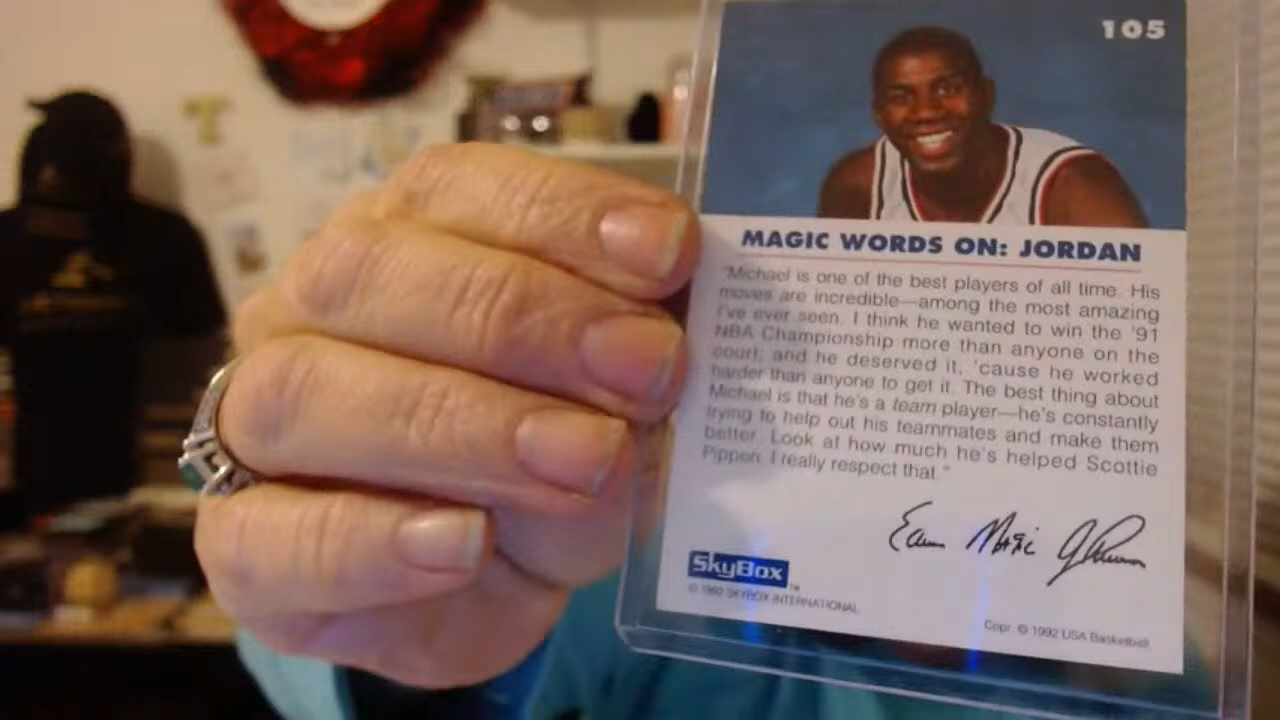 105
MAGIC WORDS ON: JORDAN
"Michael is one of the best players of all time. His
moves are incredible—among the most amazing
I've ever seen. I think he wanted to win the '91
NBA Championship more than anyone on the
court; and he deserved it, 'cause he worked
harder than anyone to get it. The best thing about
Michael is that he's a team player—he's constantly
trying to help out his teammates and make them
better. Look at how much he's helped Scottie
Pippen. I really respect that."
Earvin Magic Johnson
SkyBox™
© 1992 SKYBOX INTERNATIONAL
Copr. © 1992 USA Basketball